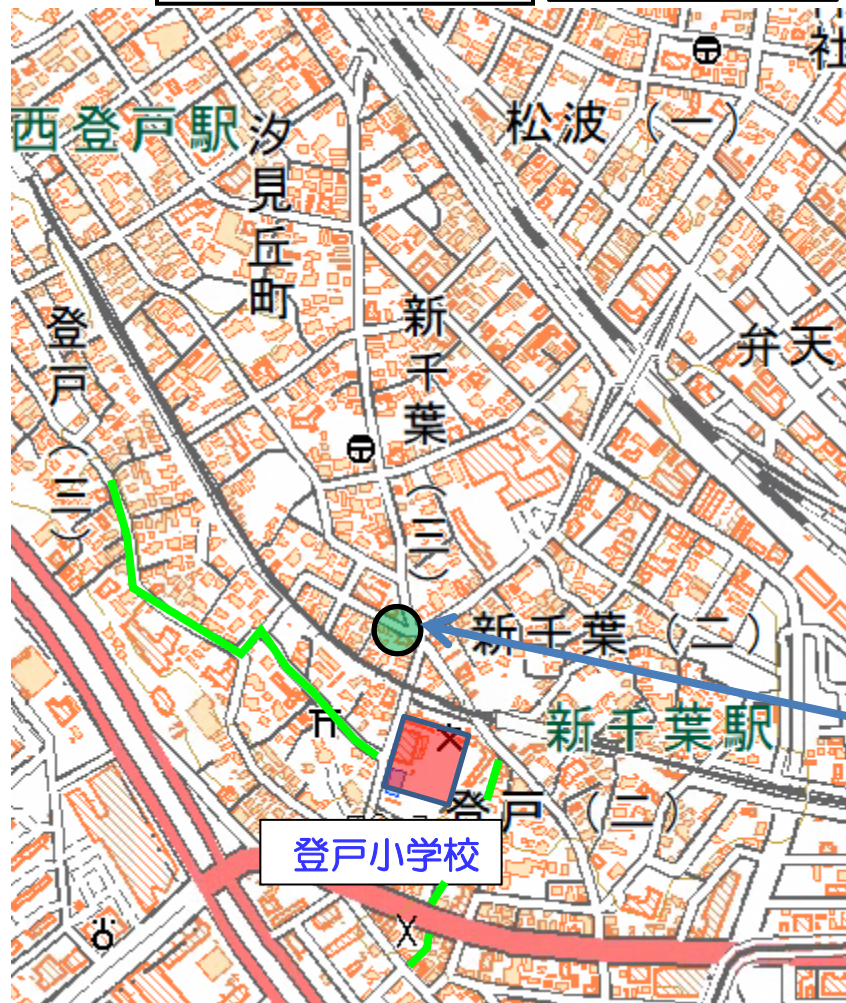 西登戸駅
汐見丘町
松波(一)
社
登戸(三)
新千葉(三)
弁天
新千葉(二)
新千葉駅
登戸(二)
登戸小学校